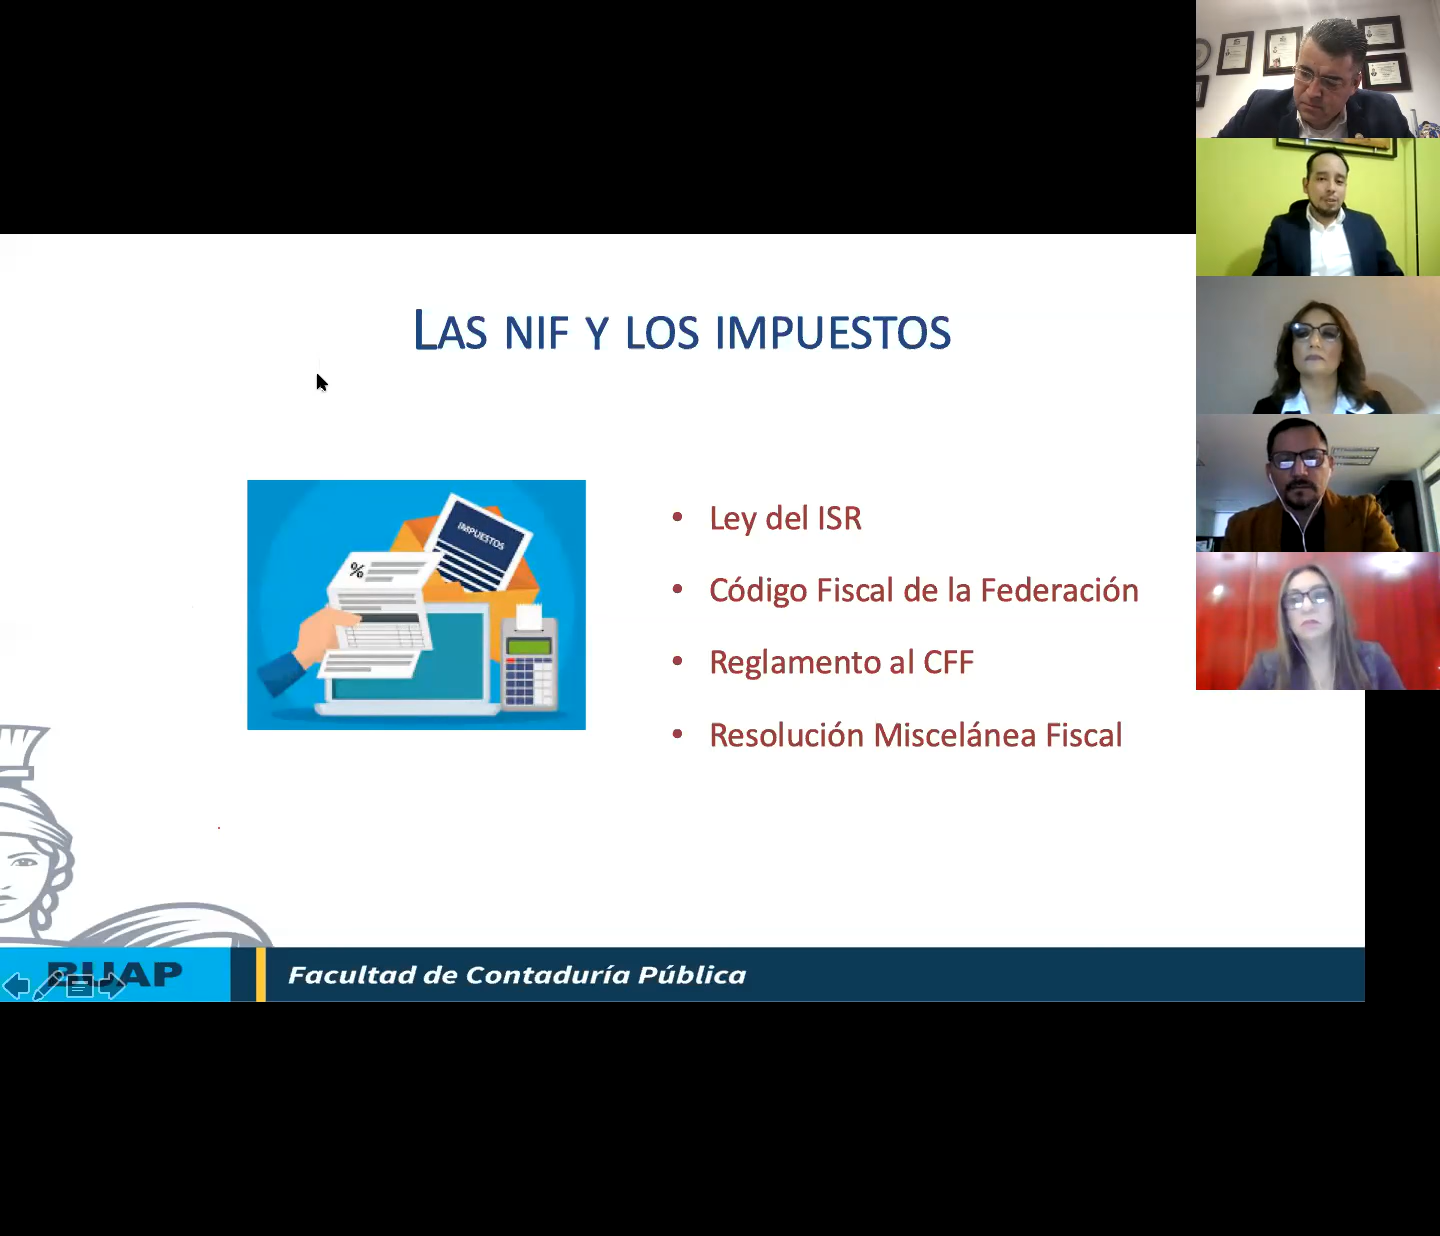 LAS NIF Y LOS IMPUESTOS
IMPUESTOS
%
• Ley del ISR
• Código Fiscal de la Federación
• Reglamento al CFF
• Resolución Miscelánea Fiscal
BUAP
Facultad de Contaduría Pública